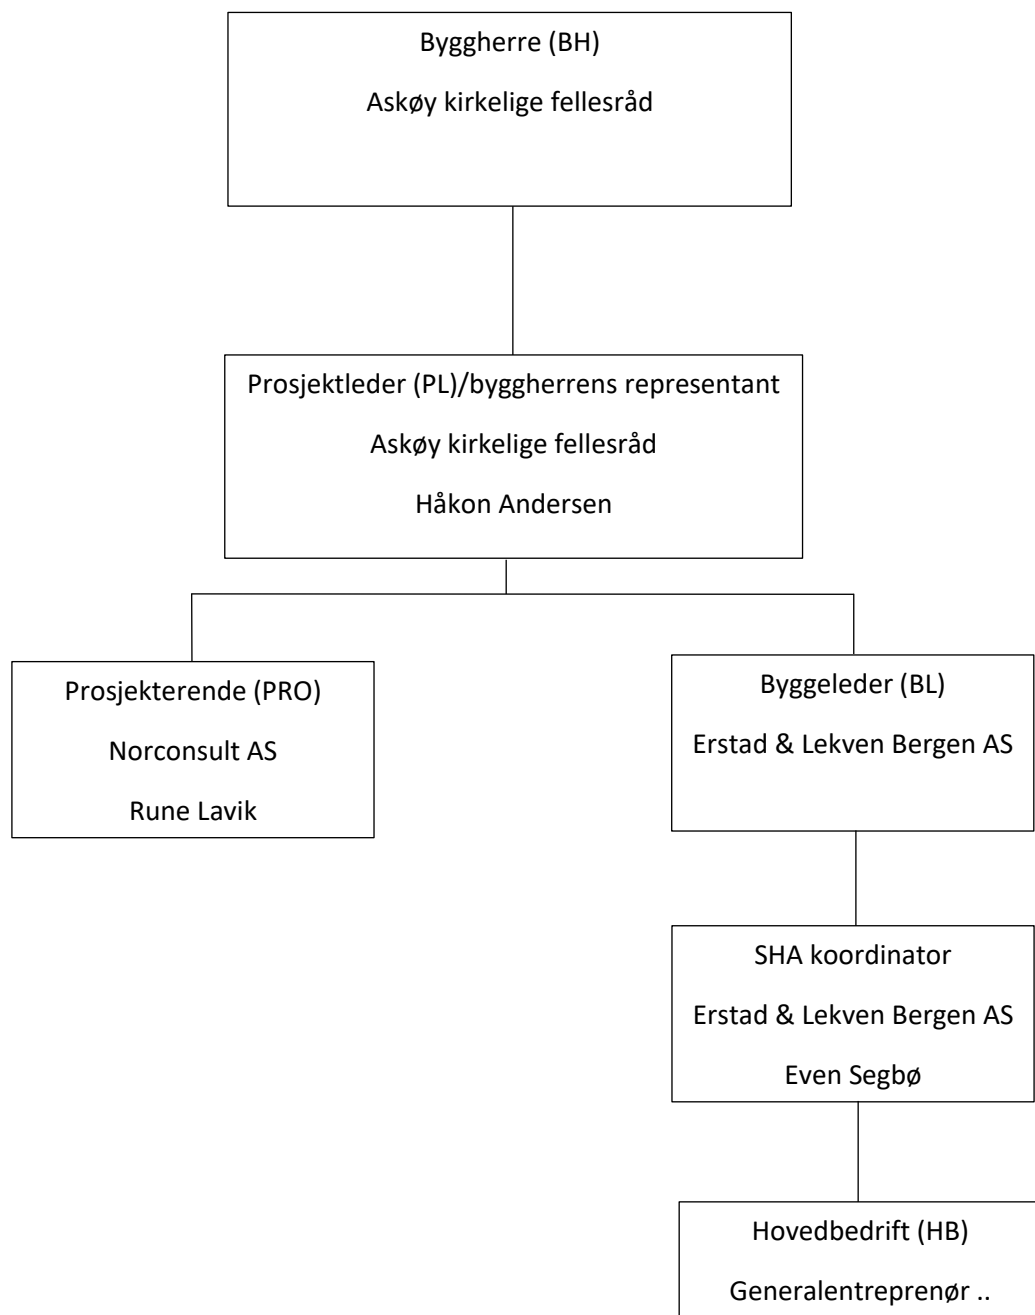 Byggherre (BH)
Askøy kirkelige fellesråd
Prosjektleder (PL)/byggherrens representant
Askøy kirkelige fellesråd
Håkon Andersen
Prosjekterende (PRO)
Norconsult AS
Rune Lavik
Byggeleder (BL)
Erstad & Lekven Bergen AS
SHA koordinator
Erstad & Lekven Bergen AS
Even Segbø
Hovedbedrift (HB)
Generalentreprenør ..